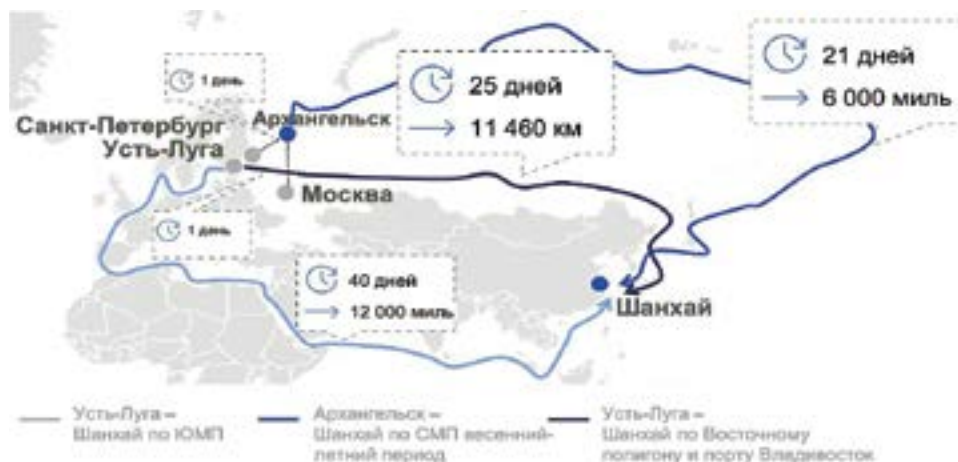 1 день
25 дней
11 460 км
21 дней
6 000 миль
Санкт-Петербург
Архангельск
Усть-Луга
Москва
1 день
40 дней
12 000 миль
Шанхай
Усть-Луга –
Шанхай по ЮМП
Архангельск –
Шанхай по СМП весенний-
летний период
Усть-Луга –
Шанхай по Восточному
полигону и порту Владивосток